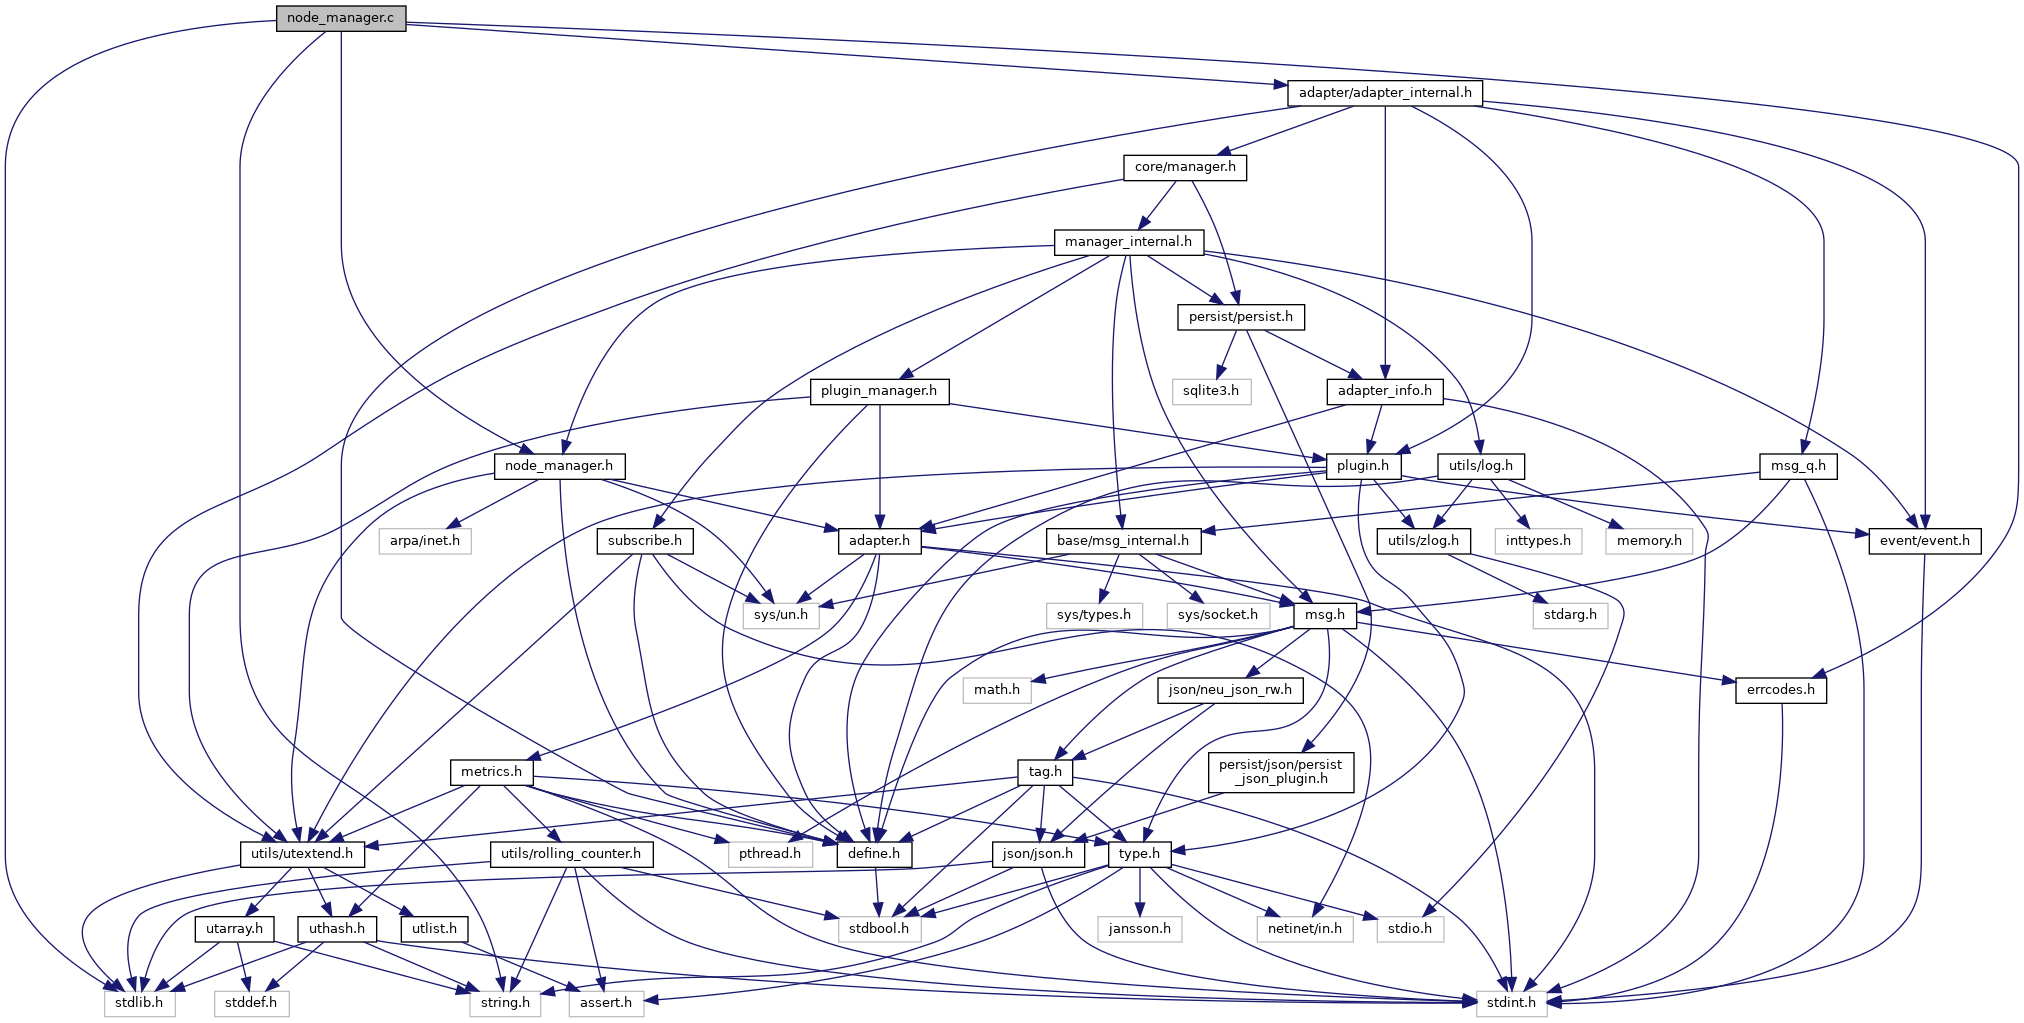 node_manager.c
adapter/adapter_internal.h
core/manager.h
manager_internal.h
persist/persist.h
plugin_manager.h
sqlite3.h
adapter_info.h
node_manager.h
plugin.h
utils/log.h
msg_q.h
arpa/inet.h
subscribe.h
adapter.h
base/msg_internal.h
utils/zlog.h
inttypes.h
memory.h
event/event.h
sys/un.h
sys/types.h
sys/socket.h
msg.h
stdarg.h
math.h
json/neu_json_rw.h
errcodes.h
metrics.h
tag.h
persist/json/persist
_json_plugin.h
utils/utextend.h
utils/rolling_counter.h
pthread.h
define.h
json/json.h
type.h
utarray.h
uthash.h
utlist.h
stdbool.h
jansson.h
netinet/in.h
stdio.h
stdlib.h
stddef.h
string.h
assert.h
stdint.h